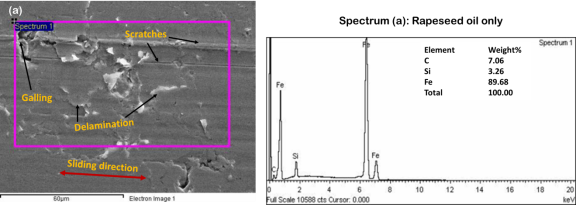 (a)
Spectrum 1
Scratches
Galling
Delamination
Sliding direction
60µm
Electron Image 1
Spectrum (a): Rapeseed oil only
Spectrum 1
Element Weight%
C 7.06
Si 3.26
Fe 89.68
Total 100.00
Fe
Fe
Si
Fe
C
0 2 4 6 8 10 12 14 16 18 20
Full Scale 10588 cts Cursor: 0.000
keV